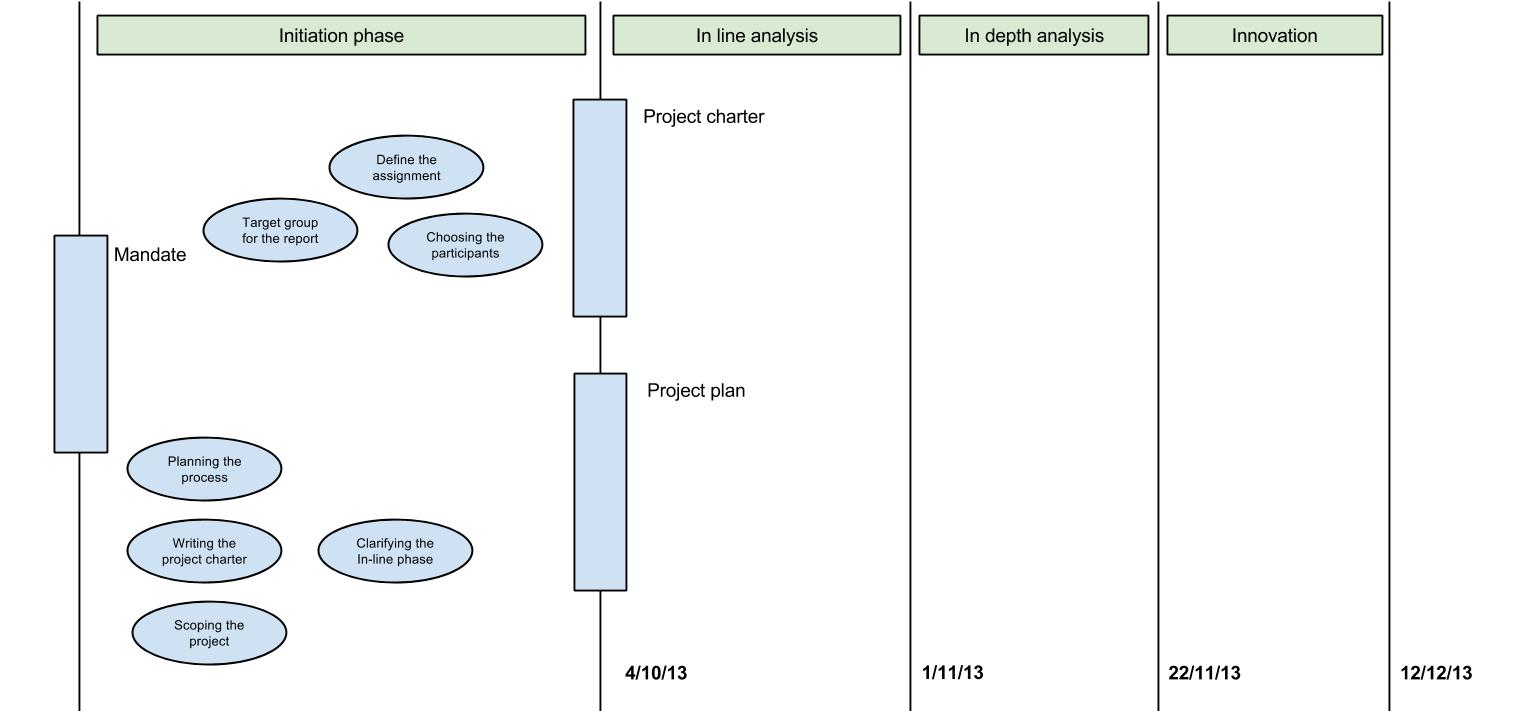 Initiation phase
In line analysis
In depth analysis
Innovation
Project charter
Define the
assignment
Target group
for the report
Choosing the
participants
Mandate
Project plan
Planning the
process
Writing the
project charter
Clarifying the
In-line phase
Scoping the
project
4/10/13
1/11/13
22/11/13
12/12/13